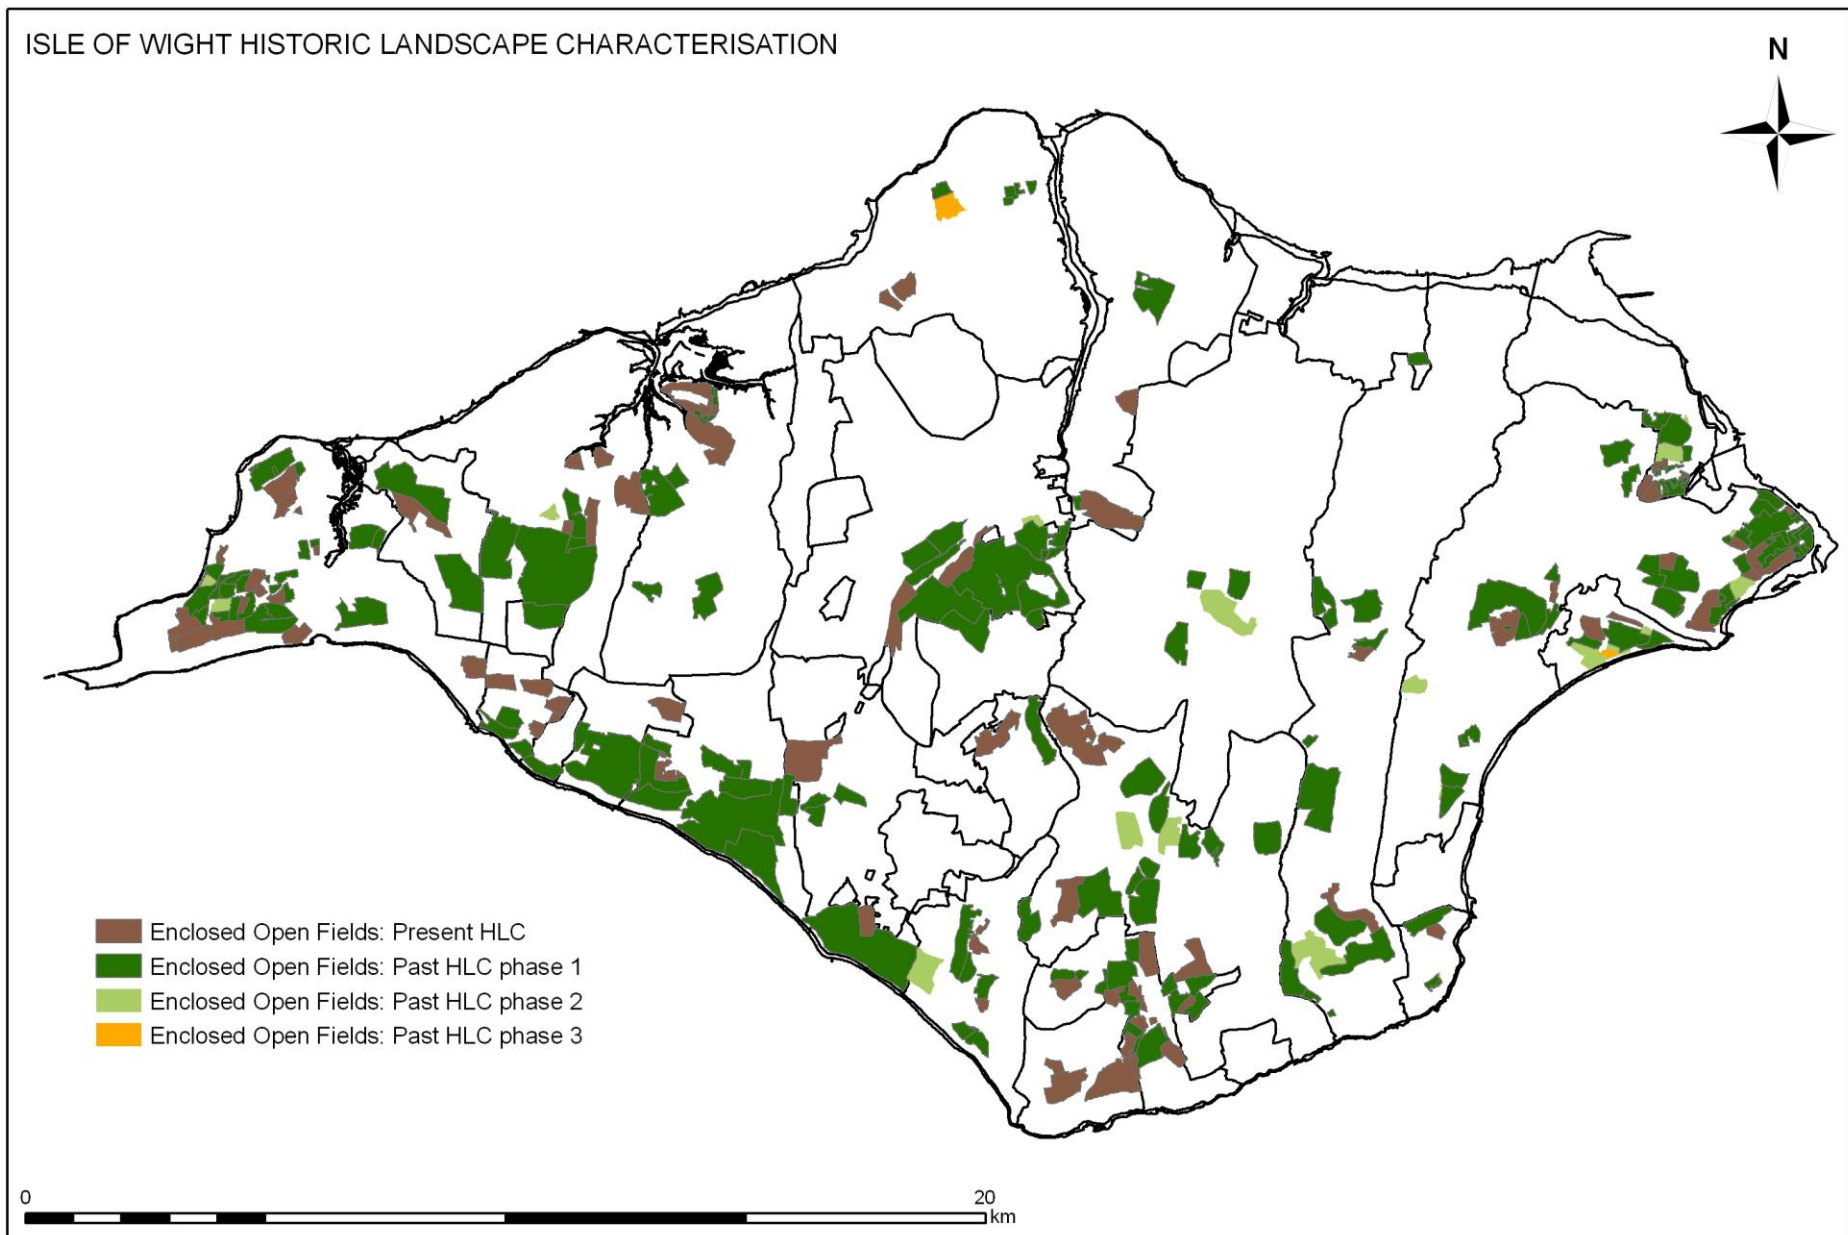 ISLE OF WIGHT HISTORIC LANDSCAPE CHARACTERISATION
N
Enclosed Open Fields: Present HLC
Enclosed Open Fields: Past HLC phase 1
Enclosed Open Fields: Past HLC phase 2
Enclosed Open Fields: Past HLC phase 3
0 20
km